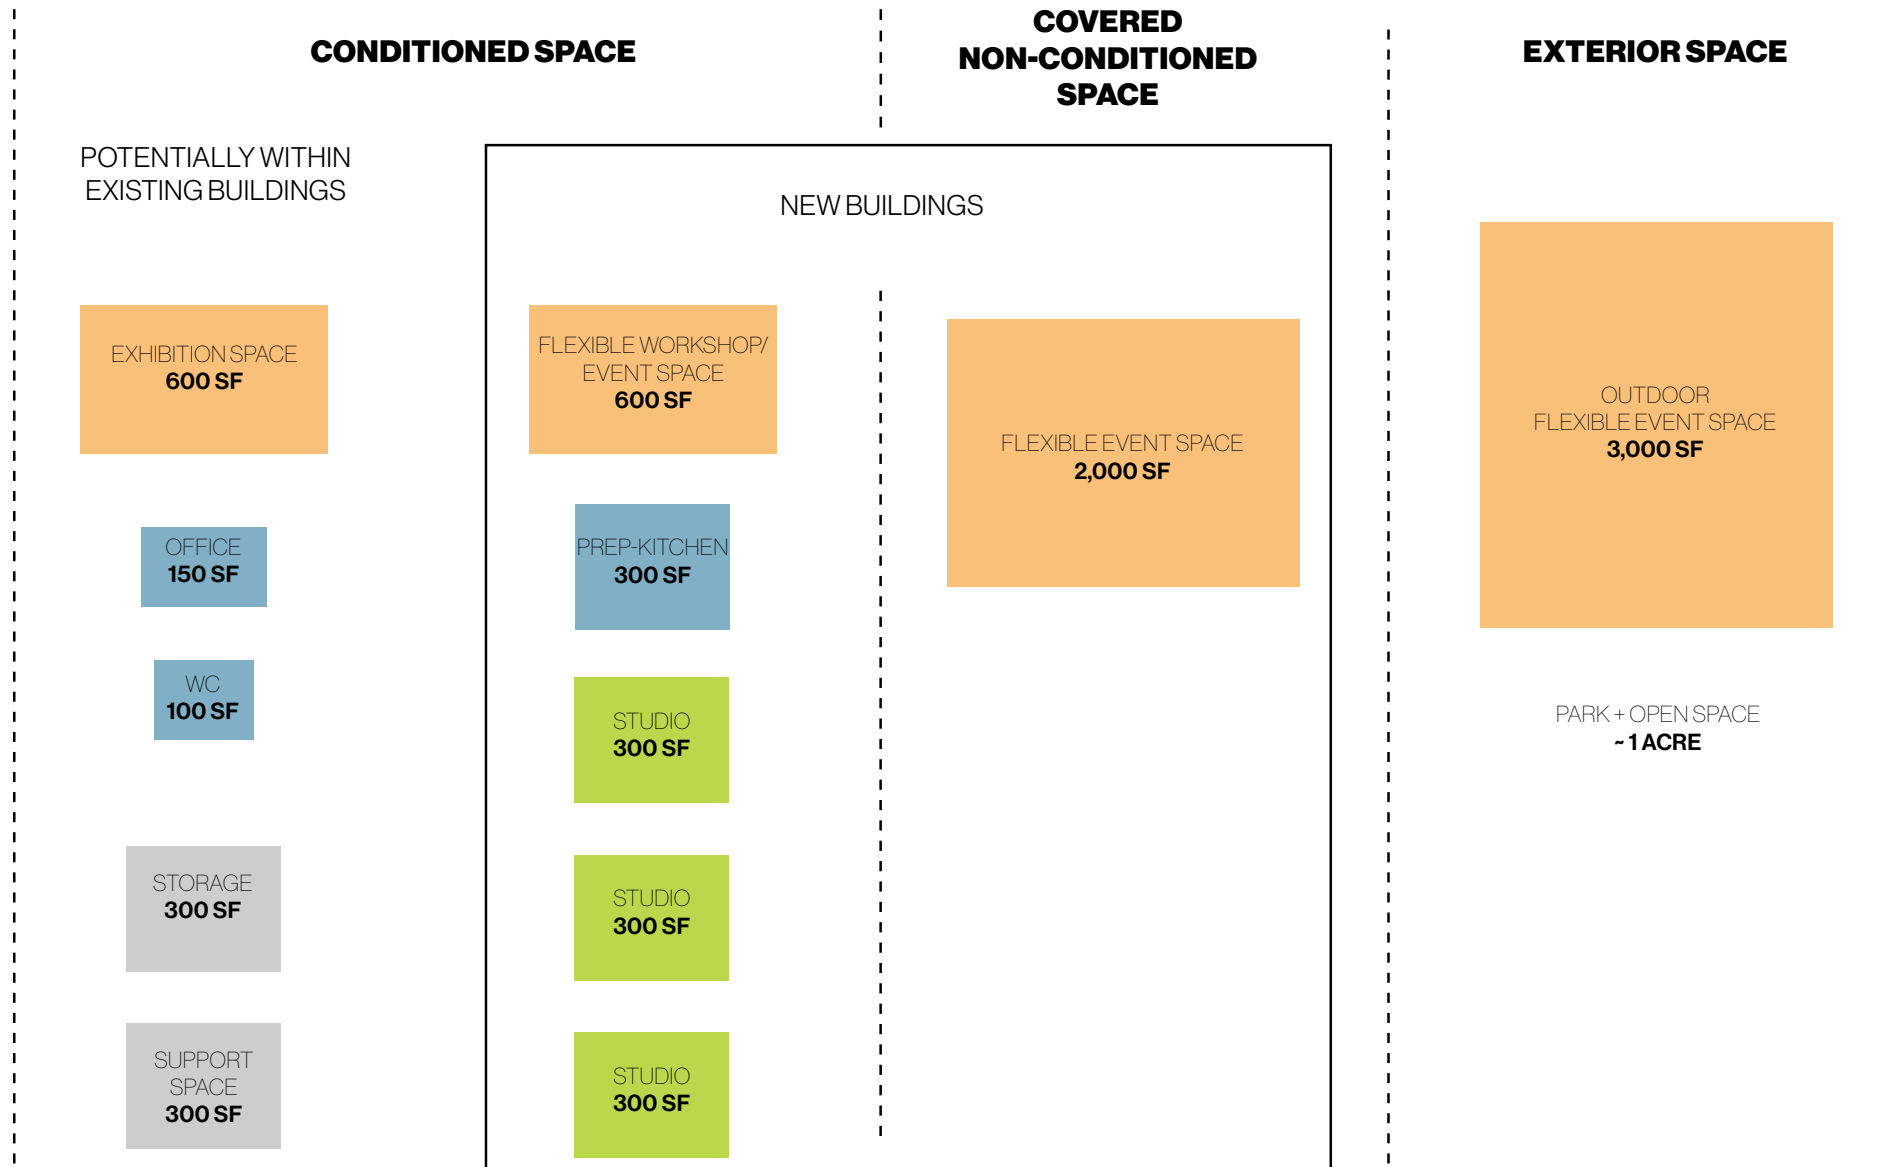 CONDITIONED SPACE
COVERED
NON-CONDITIONED
SPACE
EXTERIOR SPACE
POTENTIALLY WITHIN
EXISTING BUILDINGS
NEW BUILDINGS
EXHIBITION SPACE
600 SF
OFFICE
150 SF
WC
100 SF
STORAGE
300 SF
SUPPORT
SPACE
300 SF
FLEXIBLE WORKSHOP/
EVENT SPACE
600 SF
PREP-KITCHEN
300 SF
STUDIO
300 SF
STUDIO
300 SF
STUDIO
300 SF
FLEXIBLE EVENT SPACE
2,000 SF
OUTDOOR
FLEXIBLE EVENT SPACE
3,000 SF
PARK + OPEN SPACE
~ 1 ACRE